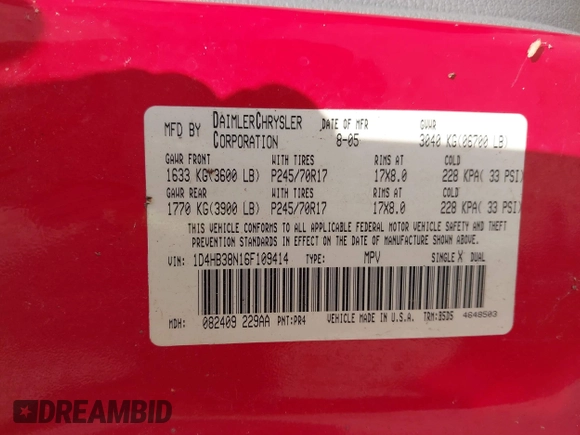 MFD BY DAIMLERCHRYSLER CORPORATION DATE OF MFR 8-05 GVWR 3040 KG(06700 LB)
GAWR FRONT WITH TIRES RIMS AT COLD
1633 KG(3600 LB) P245/70R17 17X8.0 228 KPA( 33 PSI)
GAWR REAR WITH TIRES RIMS AT COLD
1770 KG(3900 LB) P245/70R17 17X8.0 228 KPA( 33 PSI)
THIS VEHICLE CONFORMS TO ALL APPLICABLE FEDERAL MOTOR VEHICLE SAFETY AND THEFT
PREVENTION STANDARDS IN EFFECT ON THE DATE OF MANUFACTURE SHOWN ABOVE.
VIN: 1D4HB38N16F109414 TYPE: MPV SINGLE X DUAL
MDH: 082409 229AA PNT:PR4 VEHICLE MADE IN U.S.A. TRM:B5D5 4648503
DREAMBID